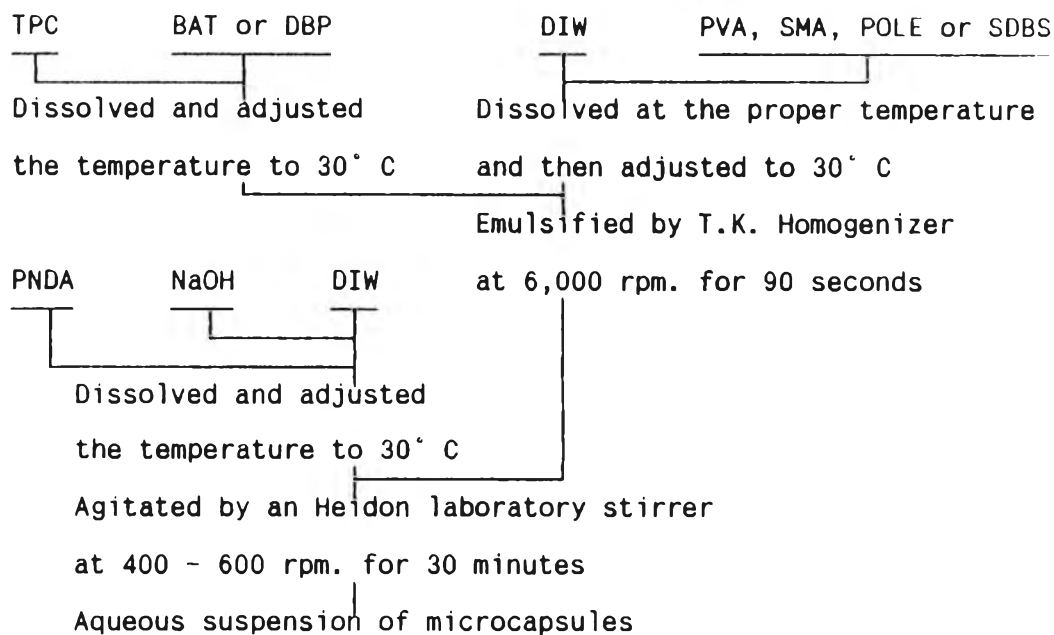 TPC BAT or DBP DIW PVA, SMA, POLE or SDBS
Dissolved and adjusted
the temperature to 30° C
Dissolved at the proper temperature
and then adjusted to 30° C
Emulsified by T.K. Homogenizer
at 6,000 rpm. for 90 seconds
PNDA NaOH DIW
Dissolved and adjusted
the temperature to 30° C
Agitated by an Heidon laboratory stirrer
at 400 - 600 rpm. for 30 minutes
Aqueous suspension of microcapsules